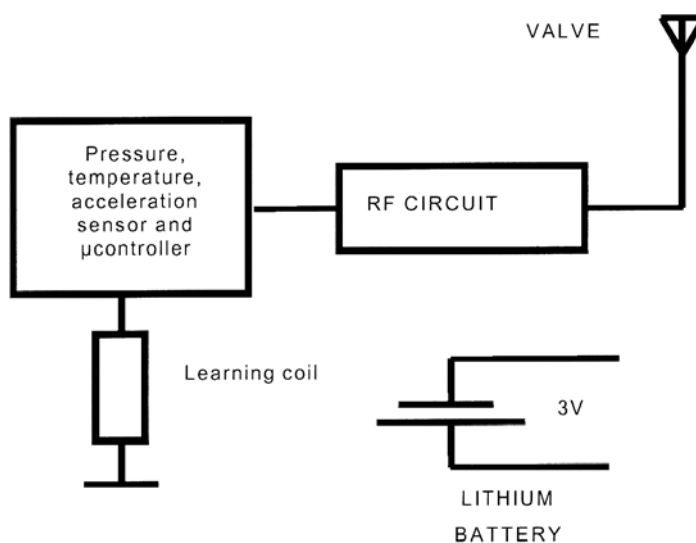 VALVE
Pressure,
temperature,
acceleration
sensor and
µcontroller
RF CIRCUIT
Learning coil
3V
LITHIUM
BATTERY